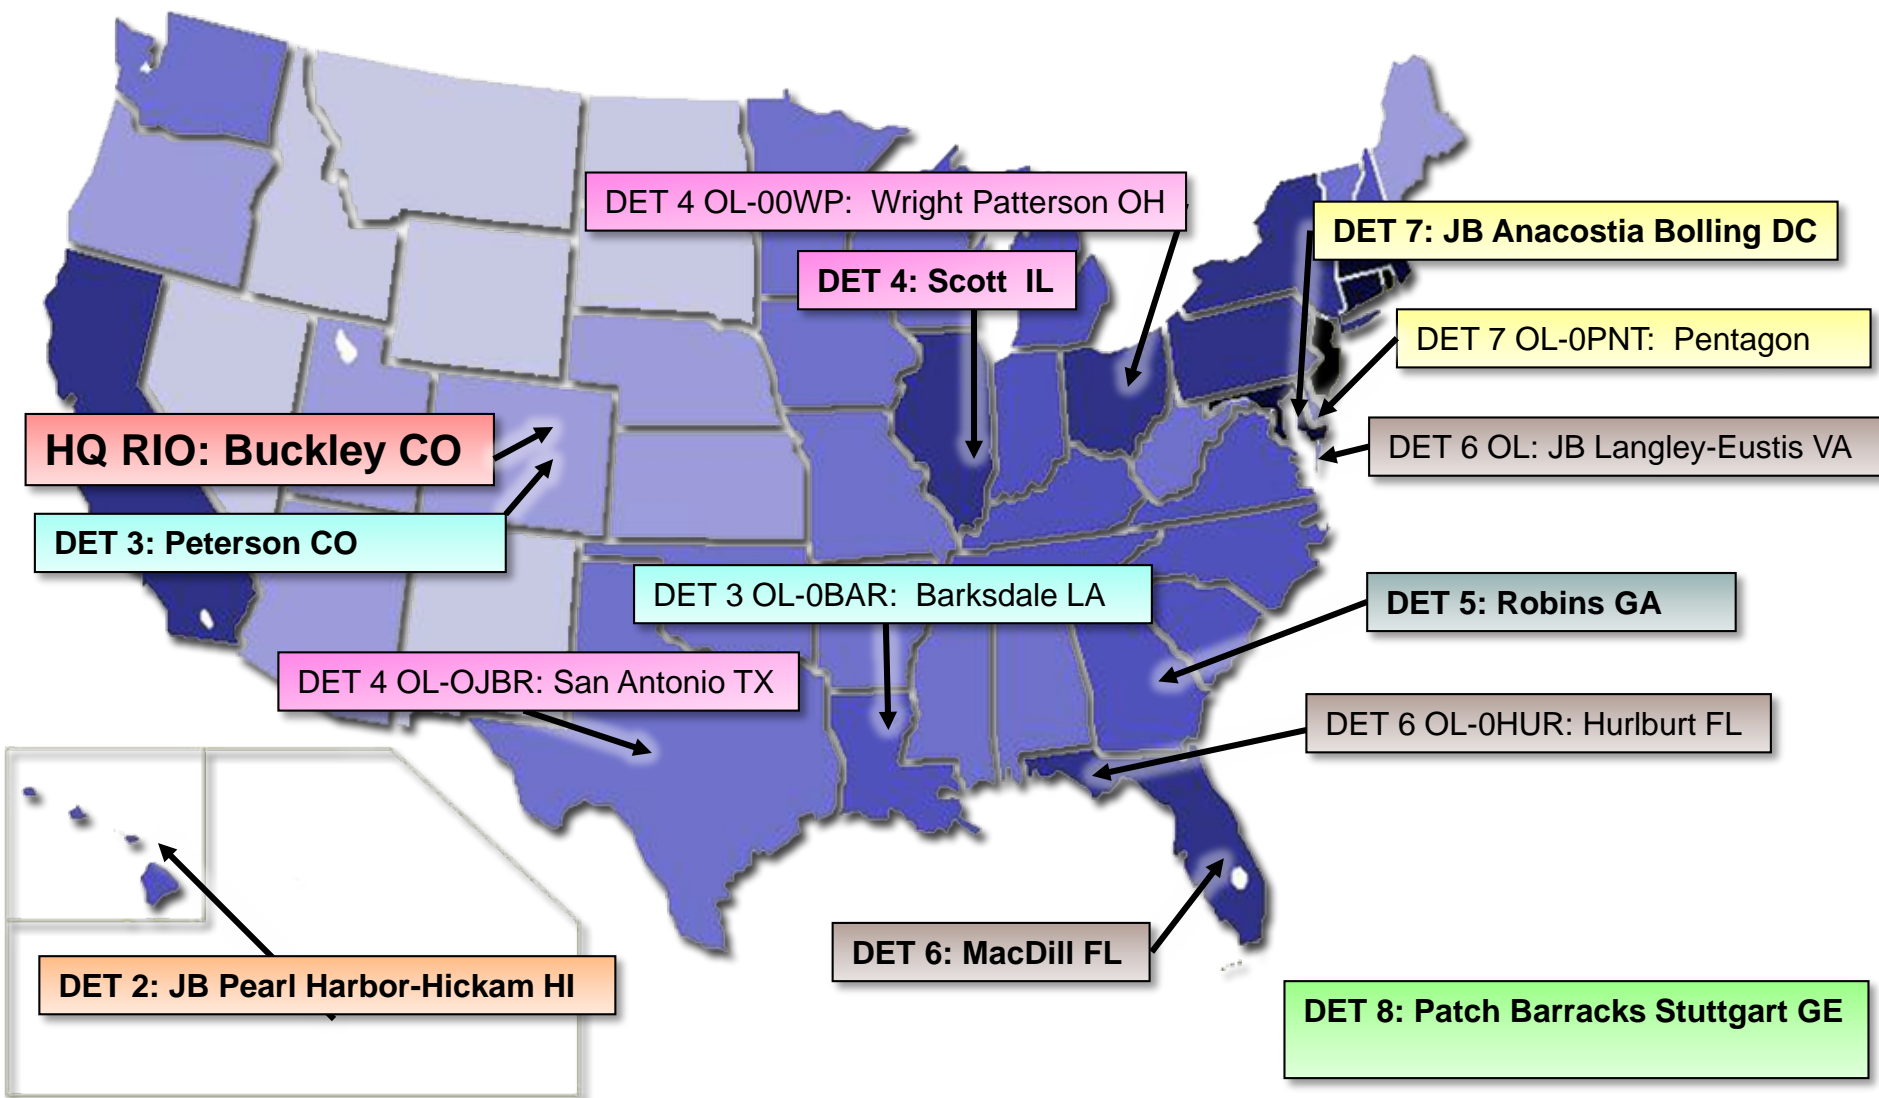 DET 4 OL-00WP:  Wright Patterson OH
DET 7: JB Anacostia Bolling DC
DET 4: Scott  IL
DET 7 OL-0PNT:  Pentagon
HQ RIO: Buckley CO
DET 6 OL: JB Langley-Eustis VA
DET 3: Peterson CO
DET 3 OL-0BAR:  Barksdale LA
DET 5: Robins GA
DET 4 OL-OJBR: San Antonio TX
DET 6 OL-0HUR: Hurlburt FL
DET 6: MacDill FL
DET 2: JB Pearl Harbor-Hickam HI
DET 8: Patch Barracks Stuttgart GE